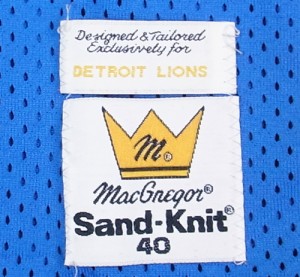 Designed & Tailored
Exclusively for
DETROIT LIONS
M.®
MacGregor®
Sand-Knit®
40